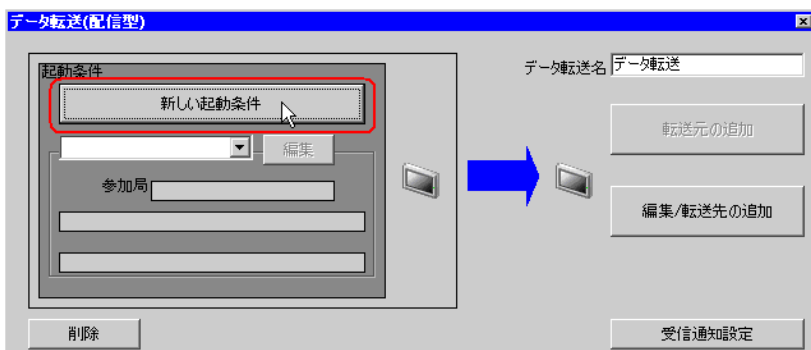 データ転送(配信型)
起動条件
新しい起動条件
編集
参加局
データ転送名
データ転送
転送元の追加
編集/転送先の追加
削除
受信通知設定